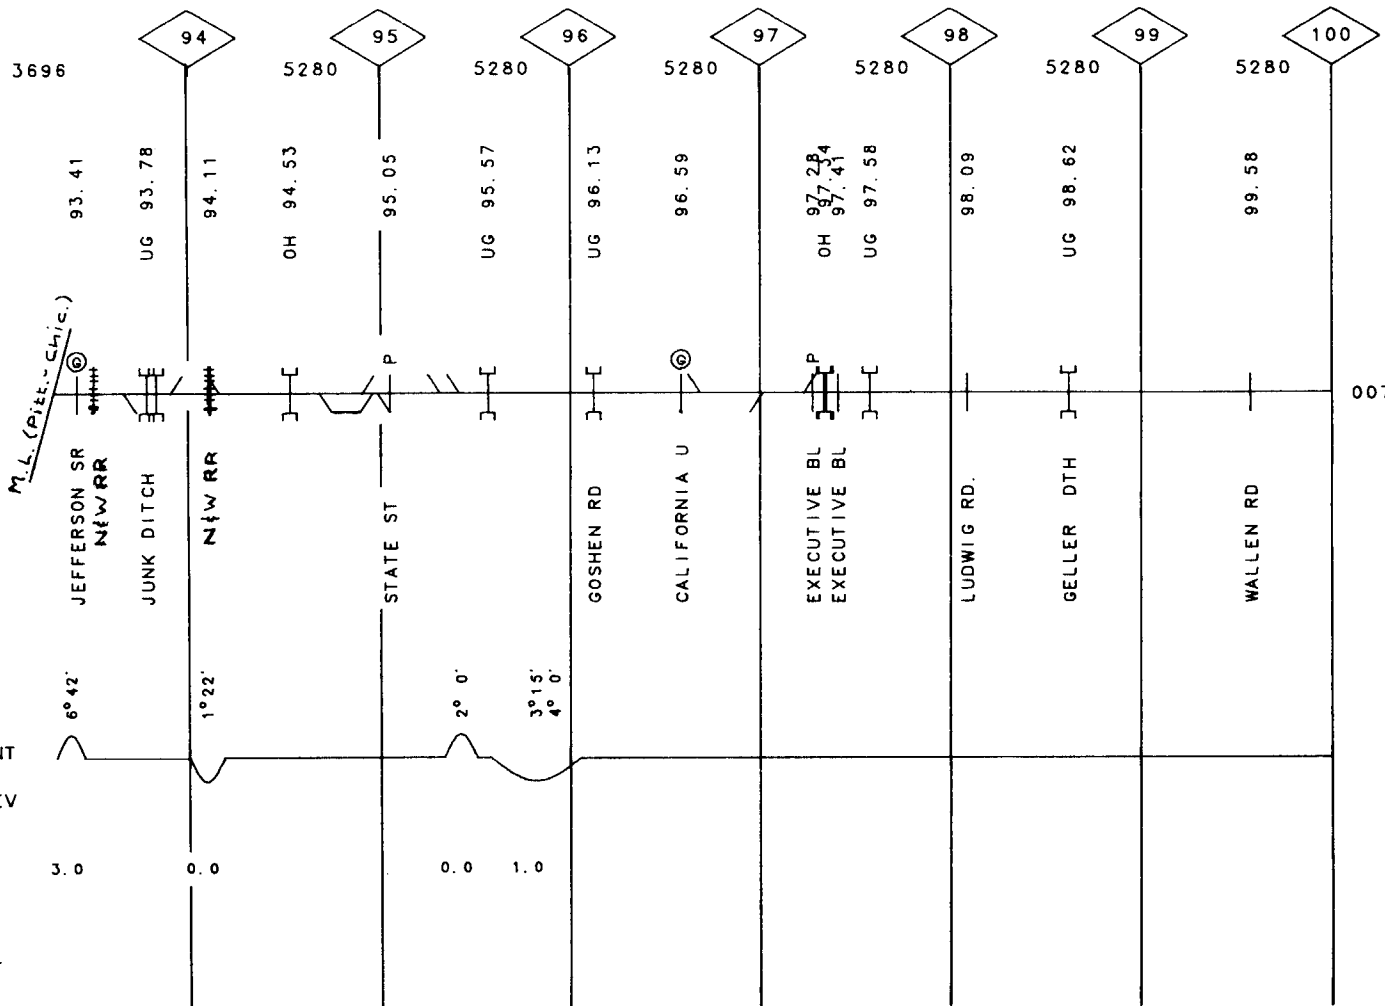 94 95 96 97 98 99 100
3696 5280 5280 5280 5280 5280 5280
93.41
UG 93.78
94.11
OH 94.53
95.05
UG 95.57
UG 96.13
96.59
97.28
OH 97.34
97.41
UG 97.58
98.09
UG 98.62
99.58
M.L. (Pitt.-Chic.)
G
P
G
P
007
JEFFERSON SR
N&W RR
JUNK DITCH
N&W RR
STATE ST
GOSHEN RD
CALIFORNIA U
EXECUTIVE BL
EXECUTIVE BL
LUDWIG RD.
GELLER DTH
WALLEN RD
6°42'
1°22'
2° 0'
3°15'
4° 0'
NT
EV
3.0 0.0 0.0 1.0